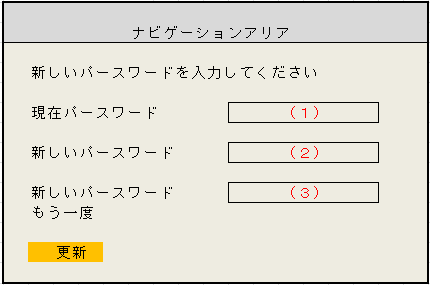 ナビゲーションアリア
新しいパースワードを入力してください
現在パースワード
(１)
新しいパースワード
(２)
新しいパースワード
もう一度
(３)
更新